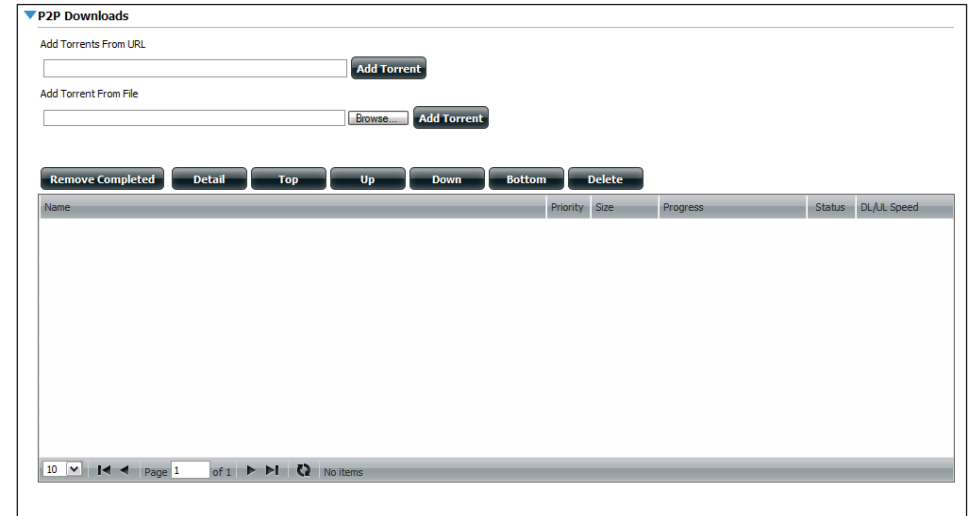 P2P Downloads
Add Torrents From URL
Add Torrent
Add Torrent From File
Browse... Add Torrent
Remove Completed Detail Top Up Down Bottom Delete
Name Priority Size Progress Status DL/UL Speed
10 Page 1 of 1 No items